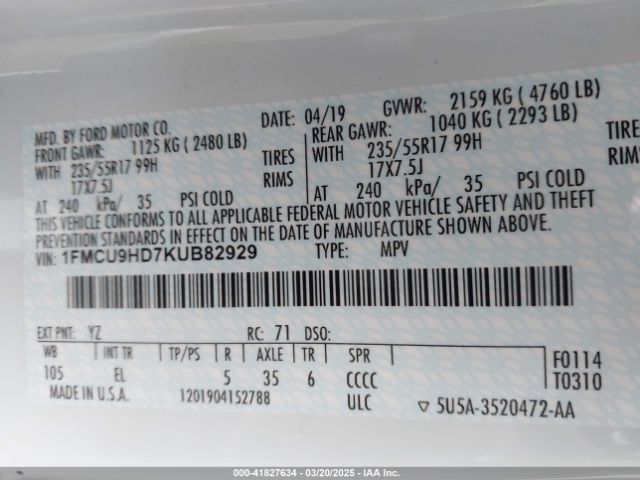 MFD. BY FORD MOTOR CO.
DATE: 04/19 GVWR: 2159 KG ( 4760 LB)
FRONT GAWR: 1125 KG ( 2480 LB)
REAR GAWR: 1040 KG ( 2293 LB)
WITH 235/55R17 99H TIRES
WITH 235/55R17 99H TIRE
17X7.5J RIMS
17X7.5J RIMS
AT 240 kPa/ 35 PSI COLD
AT 240 kPa/ 35 PSI COLD
THIS VEHICLE CONFORMS TO ALL APPLICABLE FEDERAL MOTOR VEHICLE SAFETY AND THEFT
PREVENTION STANDARDS IN EFFECT ON THE DATE OF MANUFACTURE SHOWN ABOVE.
VIN: 1FMCU9HD7KUB82929 TYPE: MPV
EXT PNT: YZ RC: 71 DSO:
WB INT TR TP/PS R AXLE TR SPR
105 EL 5 35 6 CCCC
F0114
T0310
MADE IN U.S.A. 1201904152788 ULC ▽ 5U5A-3520472-AA
000-41827634 / 03/20/2025 - IAA Inc.